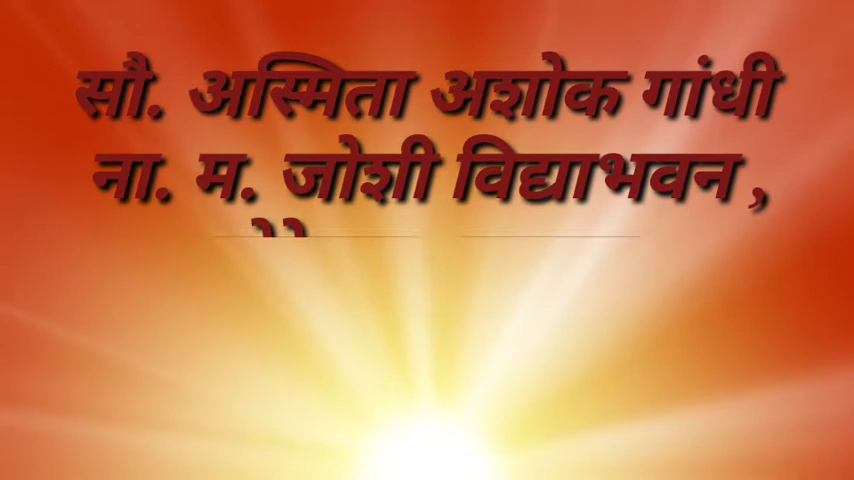 सौ. अस्मिता अशोक गांधी
ना. म. जोशी विद्याभवन ,